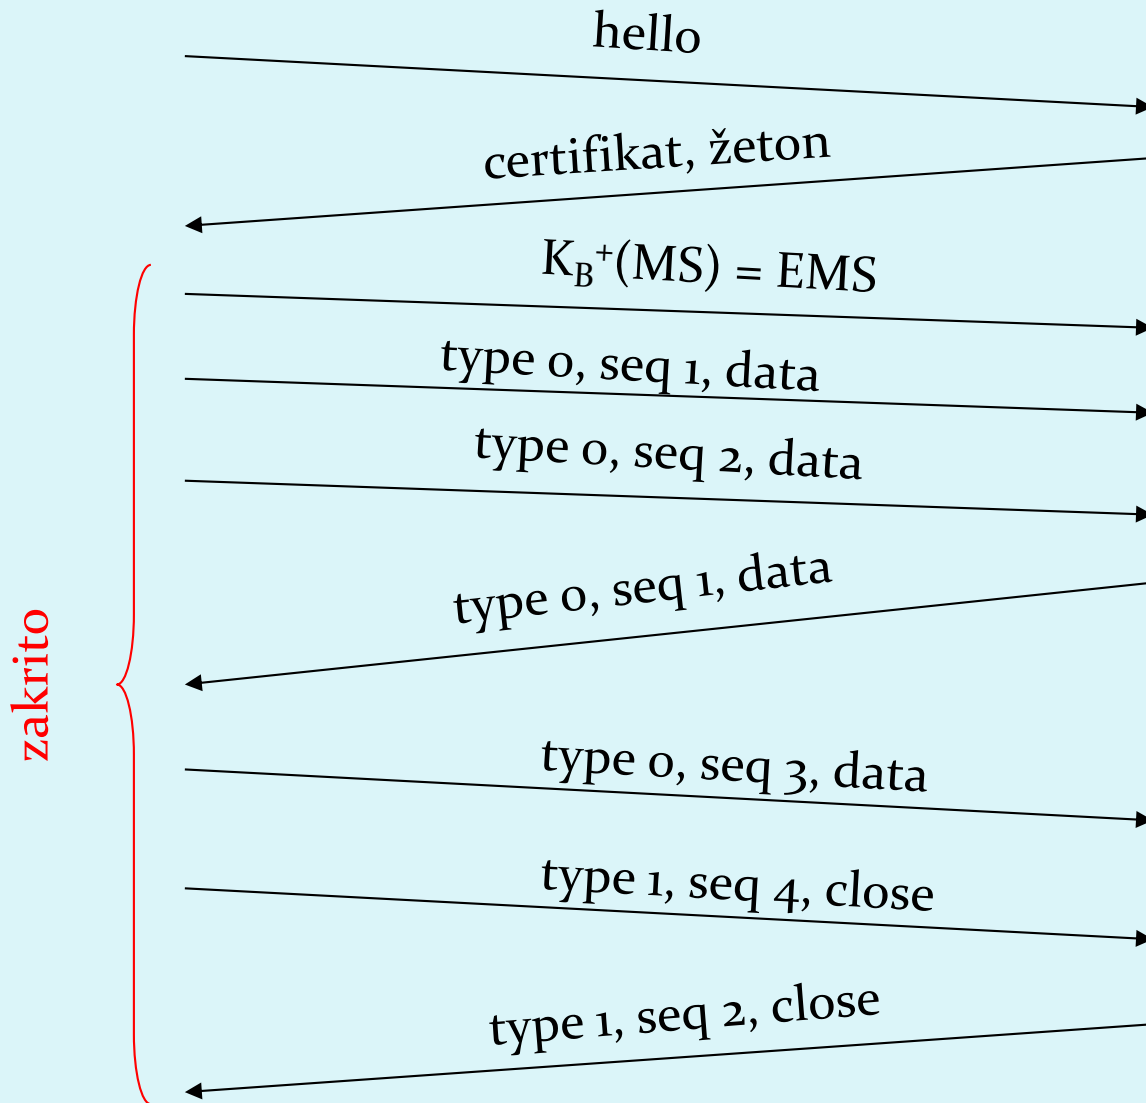 hello
certifikat, žeton
K_B^+(MS) = EMS
type 0, seq 1, data
type 0, seq 2, data
type 0, seq 1, data
zakrito
type 0, seq 3, data
type 1, seq 4, close
type 1, seq 2, close